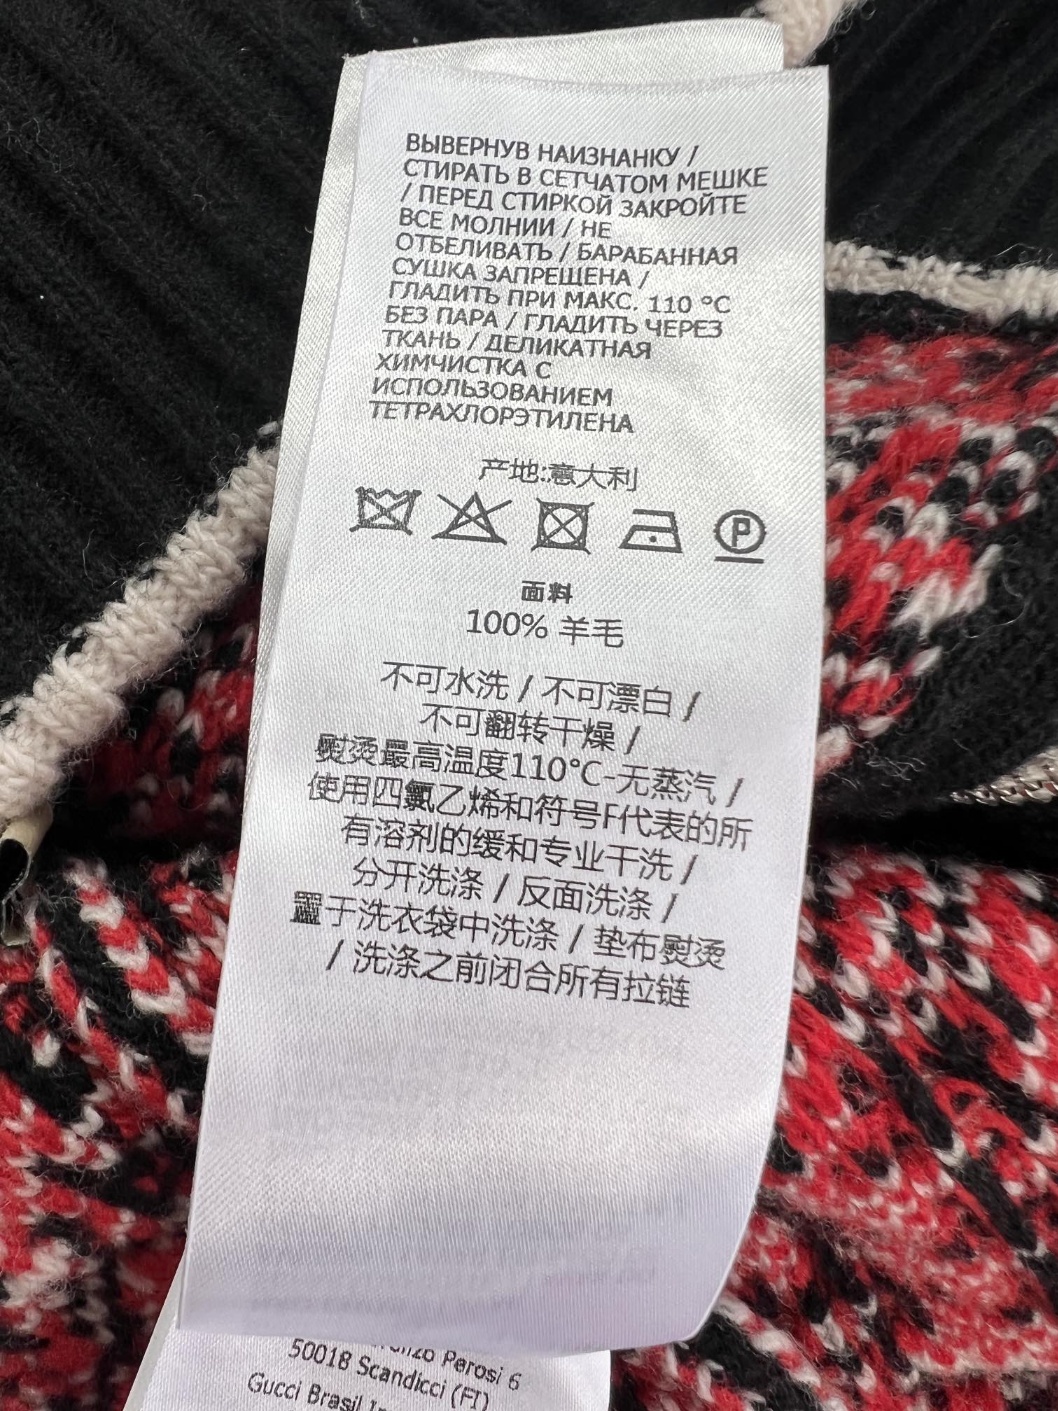 ВЫВЕРНУВ НАИЗНАНКУ /
СТИРАТЬ В СЕТЧАТОМ МЕШКЕ
/ ПЕРЕД СТИРКОЙ ЗАКРОЙТЕ
ВСЕ МОЛНИИ / НЕ
ОТБЕЛИВАТЬ / БАРАБАННАЯ
СУШКА ЗАПРЕЩЕНА /
ГЛАДИТЬ ПРИ МАКС. 110 °C
БЕЗ ПАРА / ГЛАДИТЬ ЧЕРЕЗ
ТКАНЬ / ДЕЛИКАТНАЯ
ХИМЧИСТКА С
ИСПОЛЬЗОВАНИЕМ
ТЕТРАХЛОРЭТИЛЕНА
产地:意大利
P
面料
100% 羊毛
不可水洗 / 不可漂白 /
不可翻转干燥 /
熨烫最高温度110°C-无蒸汽 /
使用四氯乙烯和符号F代表的所
有溶剂的缓和专业干洗 /
分开洗涤 / 反面洗涤 /
置于洗衣袋中洗涤 / 垫布熨烫
/ 洗涤之前闭合所有拉链
Perosi 6
50018 Scandicci (FI)
Gucci Brasil